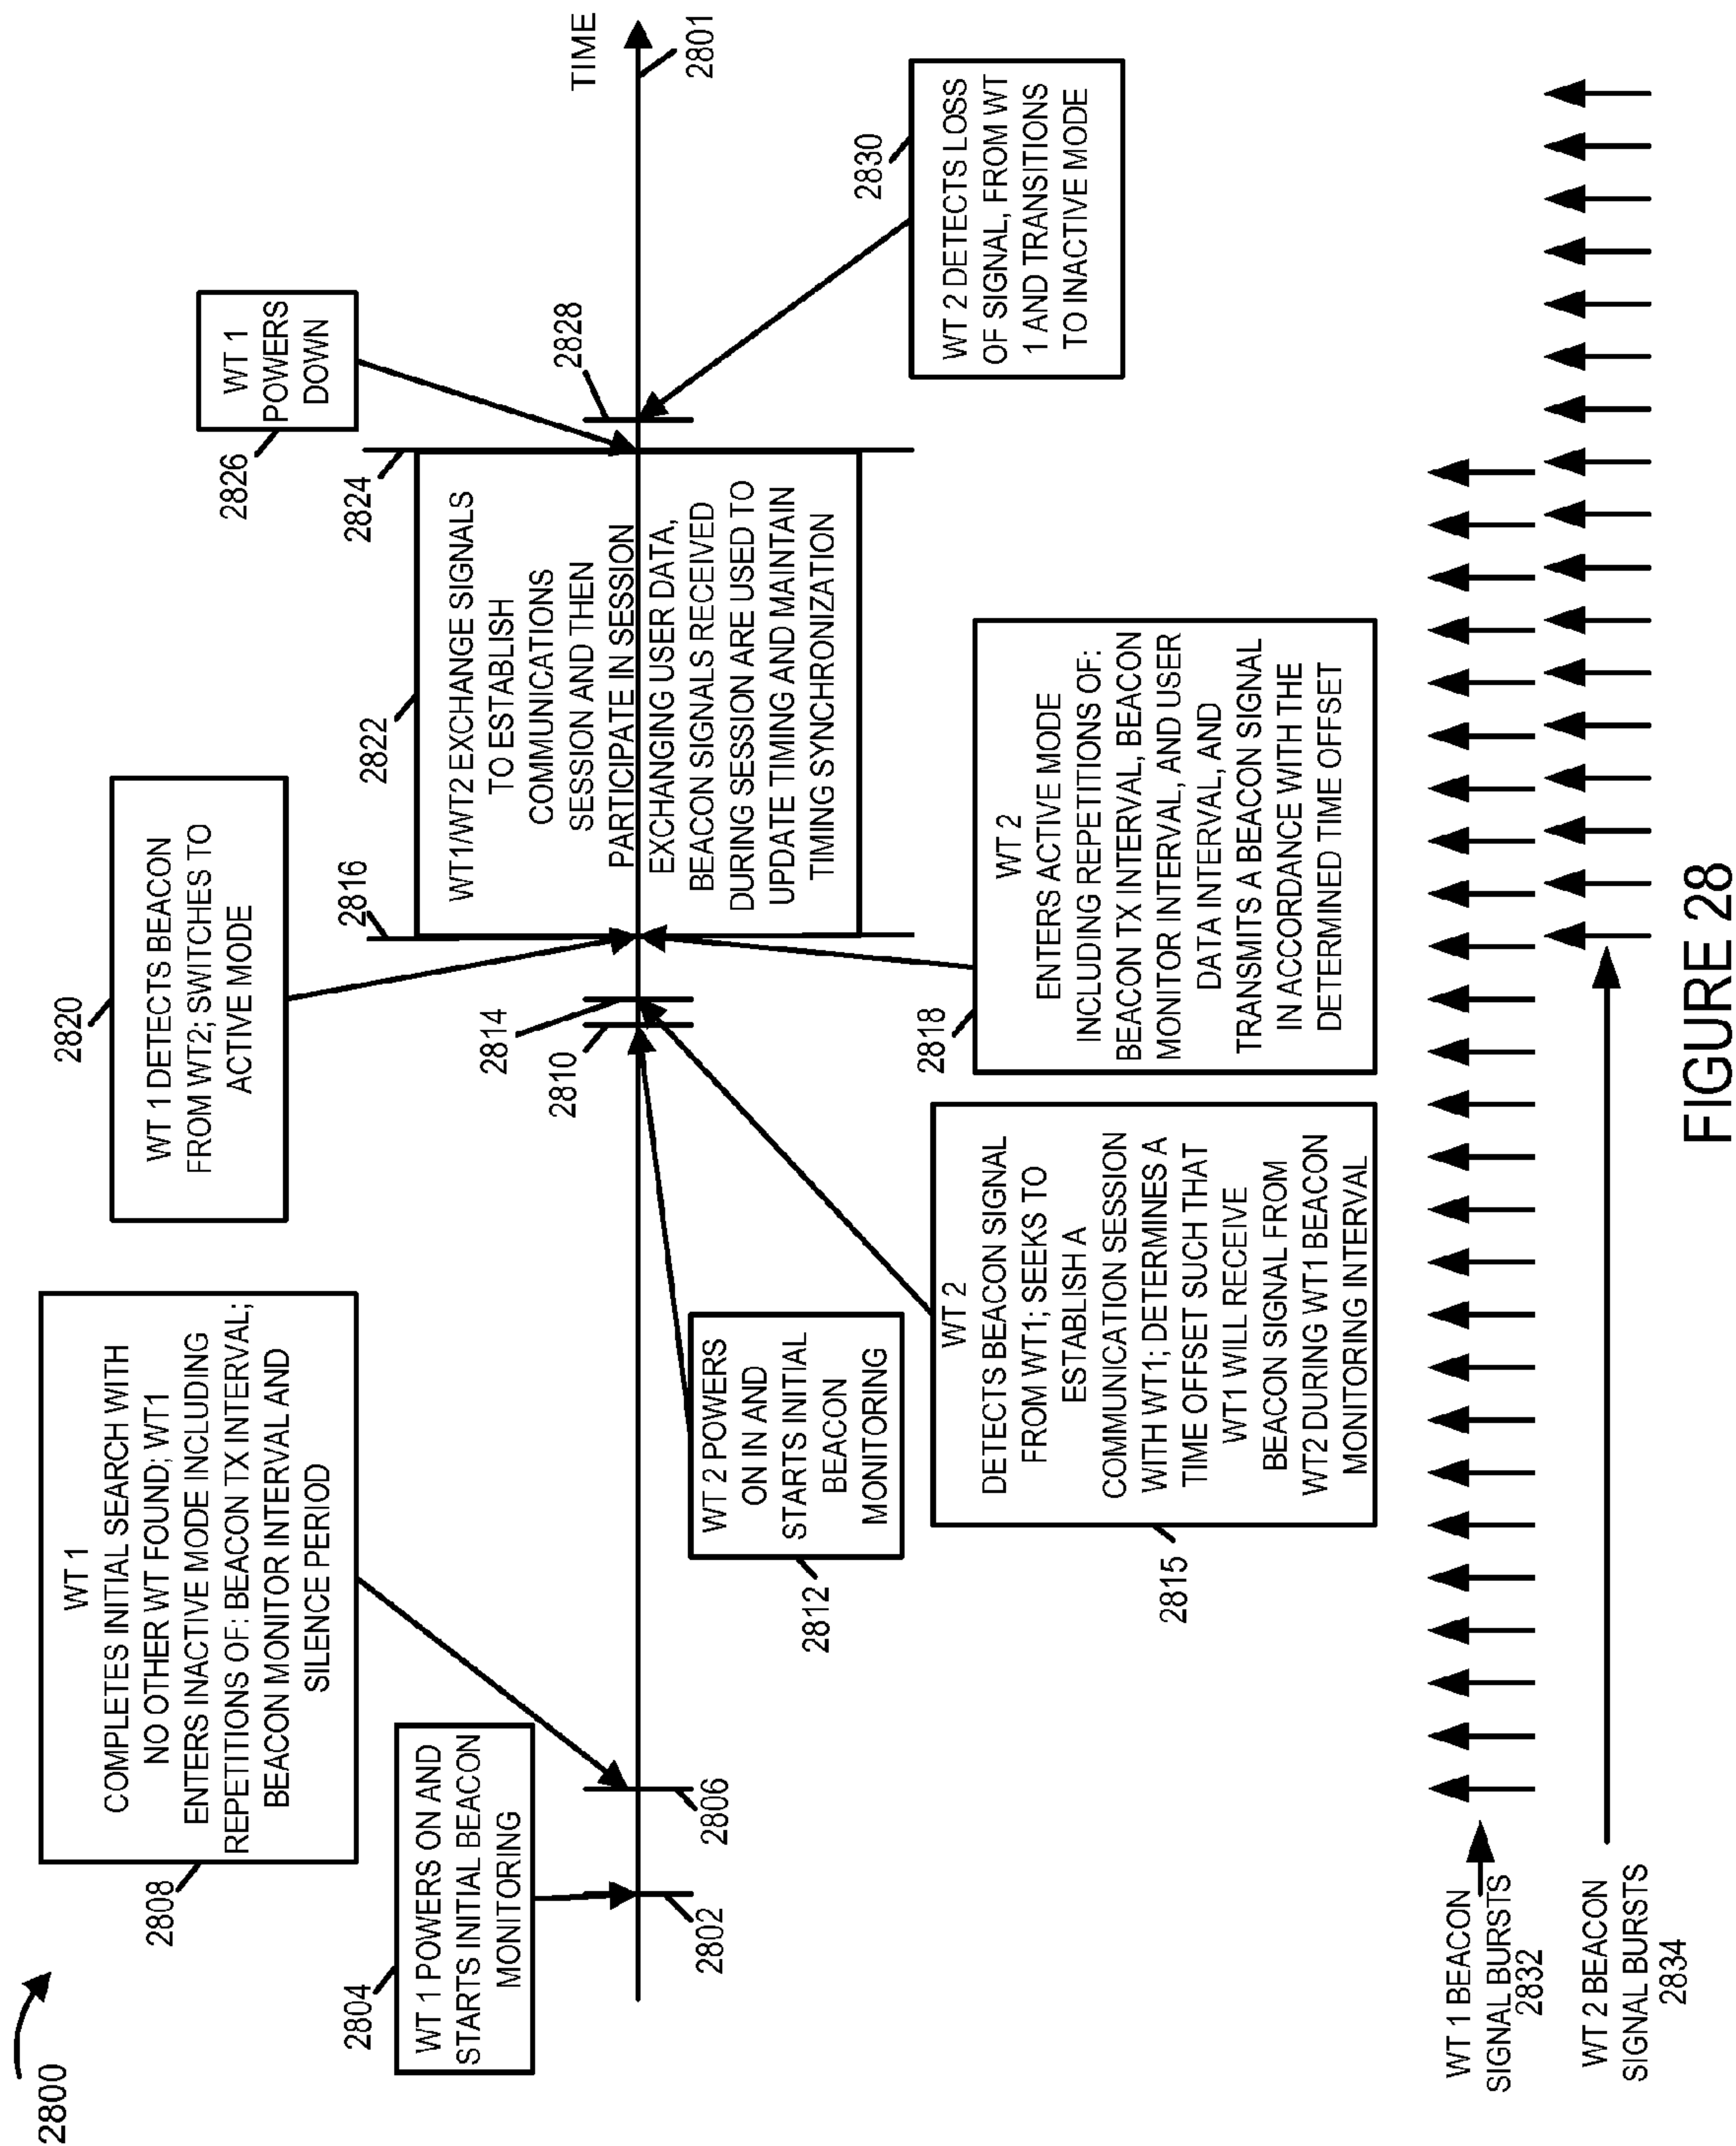 2800
2808
WT 1
COMPLETES INITIAL SEARCH WITH
NO OTHER WT FOUND; WT1
ENTERS INACTIVE MODE INCLUDING
REPETITIONS OF: BEACON TX INTERVAL;
BEACON MONITOR INTERVAL AND
SILENCE PERIOD
2820
WT 1 DETECTS BEACON
FROM WT2; SWITCHES TO
ACTIVE MODE
2826
WT 1
POWERS
DOWN
2804
WT 1 POWERS ON AND
STARTS INITIAL BEACON
MONITORING
2816
2822
2824
WT1/WT2 EXCHANGE SIGNALS
TO ESTABLISH
COMMUNICATIONS
SESSION AND THEN
PARTICIPATE IN SESSION
EXCHANGING USER DATA,
BEACON SIGNALS RECEIVED
DURING SESSION ARE USED TO
UPDATE TIMING AND MAINTAIN
TIMING SYNCHRONIZATION
2814
2810
2828
TIME
2801
2802
2806
2812
WT 2 POWERS
ON IN AND
STARTS INITIAL
BEACON
MONITORING
2830
WT 2 DETECTS LOSS
OF SIGNAL, FROM WT
1 AND TRANSITIONS
TO INACTIVE MODE
2815
WT 2
DETECTS BEACON SIGNAL
FROM WT1; SEEKS TO
ESTABLISH A
COMMUNICATION SESSION
WITH WT1; DETERMINES A
TIME OFFSET SUCH THAT
WT1 WILL RECEIVE
BEACON SIGNAL FROM
WT2 DURING WT1 BEACON
MONITORING INTERVAL
2818
WT 2
ENTERS ACTIVE MODE
INCLUDING REPETITIONS OF:
BEACON TX INTERVAL, BEACON
MONITOR INTERVAL, AND USER
DATA INTERVAL, AND
TRANSMITS A BEACON SIGNAL
IN ACCORDANCE WITH THE
DETERMINED TIME OFFSET
WT 1 BEACON
SIGNAL BURSTS
2832
WT 2 BEACON
SIGNAL BURSTS
2834
FIGURE 28